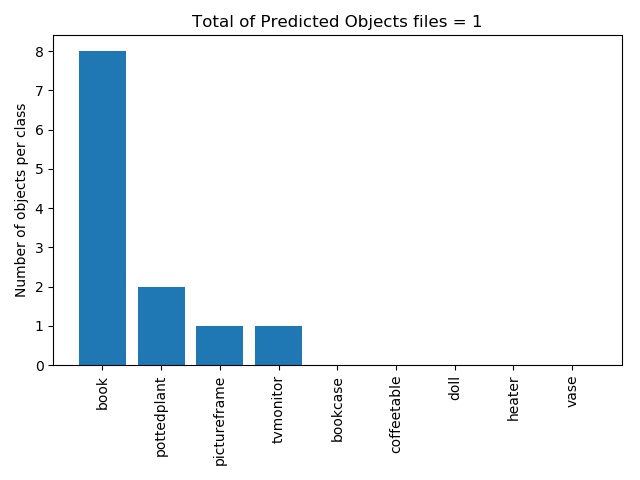 Total of Predicted Objects files = 1
Number of objects per class
8
7
6
5
4
3
2
1
0
book
pottedplant
pictureframe
tvmonitor
bookcase
coffeetable
doll
heater
vase